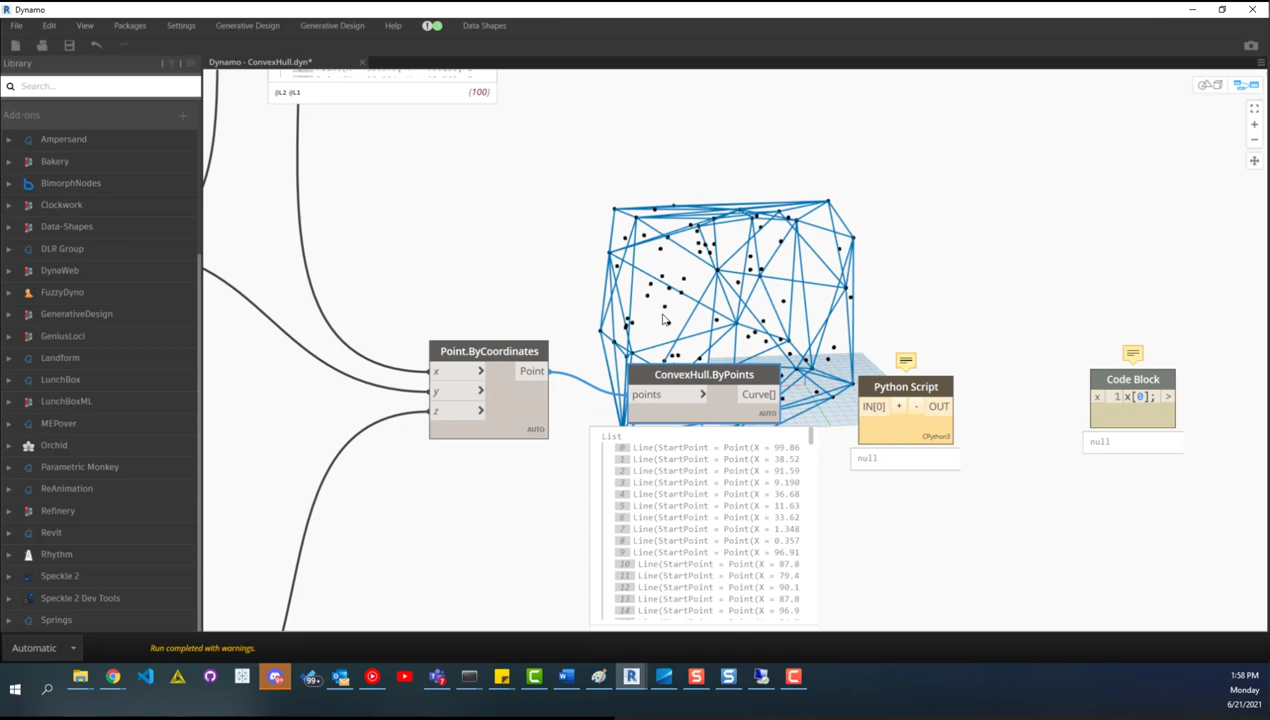 Dynamo
File Edit View Packages Settings Generative Design Generative Design Help ! Data Shapes
Library
Dynamo - ConvexHull.dyn*
Search...
Add-ons
Ampersand
Bakery
BimorphNodes
Clockwork
Data-Shapes
DLR Group
DynaWeb
FuzzyDyno
GenerativeDesign
GeniusLoci
Landform
LunchBox
LunchBoxML
MEPover
Orchid
Parametric Monkey
ReAnimation
Refinery
Revit
Rhythm
Speckle 2
Speckle 2 Dev Tools
Springs
@L2 @L1 {100}
Point.ByCoordinates
x > Point
y >
z >
AUTO
ConvexHull.ByPoints
points > Curve[]
AUTO
List
0 Line(StartPoint = Point(X = 99.86
1 Line(StartPoint = Point(X = 38.52
2 Line(StartPoint = Point(X = 91.59
3 Line(StartPoint = Point(X = 9.190
4 Line(StartPoint = Point(X = 36.68
5 Line(StartPoint = Point(X = 11.63
6 Line(StartPoint = Point(X = 33.62
7 Line(StartPoint = Point(X = 1.348
8 Line(StartPoint = Point(X = 0.357
9 Line(StartPoint = Point(X = 96.91
10 Line(StartPoint = Point(X = 87.8
11 Line(StartPoint = Point(X = 79.4
12 Line(StartPoint = Point(X = 90.1
13 Line(StartPoint = Point(X = 87.8
14 Line(StartPoint = Point(X = 96.9
Python Script
IN[0] + - OUT
CPython3
null
Code Block
x 1 x[0]; >
null
Automatic
Run completed with warnings.
99+
1:58 PM
Monday
6/21/2021